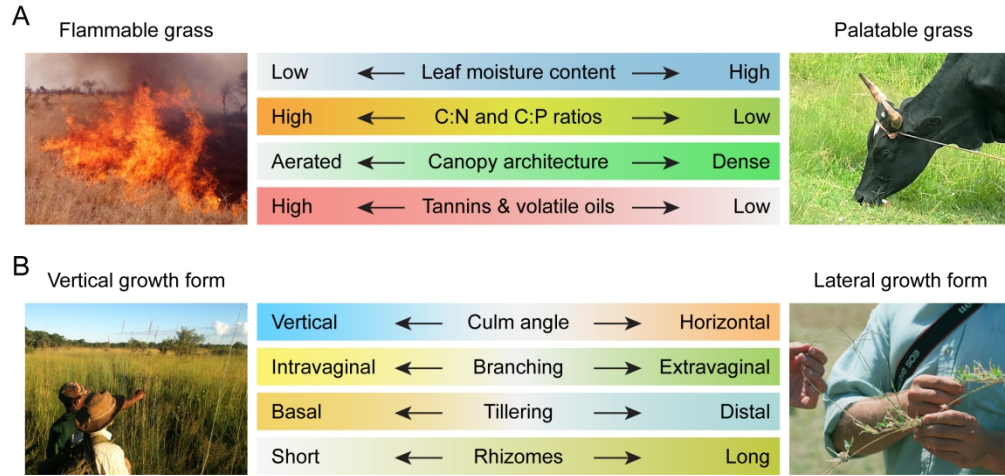 A
Flammable grass
Palatable grass
Low Leaf moisture content High
High C:N and C:P ratios Low
Aerated Canopy architecture Dense
High Tannins & volatile oils Low
B
Vertical growth form
Lateral growth form
Vertical Culm angle Horizontal
Intravaginal Branching Extravaginal
Basal Tillering Distal
Short Rhizomes Long
EOS